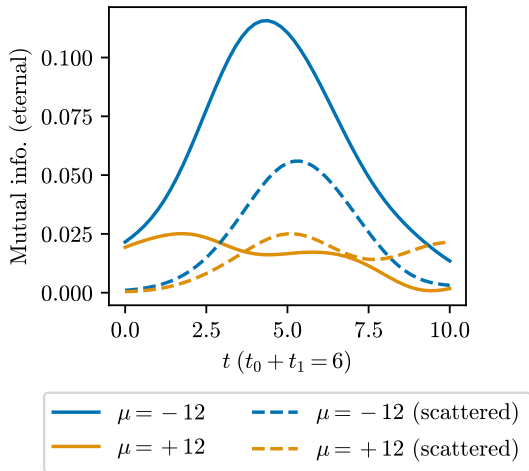 Mutual info. (eternal)
0.100
0.075
0.050
0.025
0.000
0.0 2.5 5.0 7.5 10.0
t (t₀ + t₁ = 6)
μ = −12 μ = −12 (scattered)
μ = +12 μ = +12 (scattered)